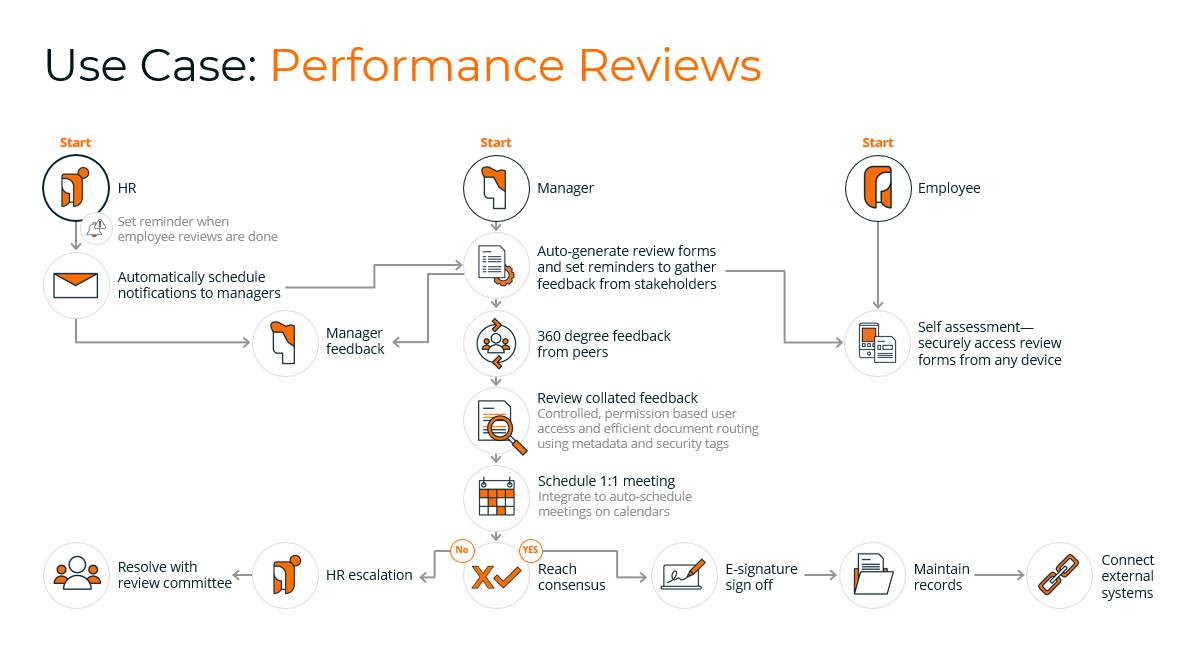 Use Case: Performance Reviews
Start
HR
Set reminder when
employee reviews are done
Automatically schedule
notifications to managers
Manager
feedback
Start
Manager
Auto-generate review forms
and set reminders to gather
feedback from stakeholders
360 degree feedback
from peers
Review collated feedback
Controlled, permission based user
access and efficient document routing
using metadata and security tags
Schedule 1:1 meeting
Integrate to auto-schedule
meetings on calendars
Start
Employee
Self assessment—
securely access review
forms from any device
No
YES
Reach
consensus
HR escalation
Resolve with
review committee
E-signature
sign off
Maintain
records
Connect
external
systems